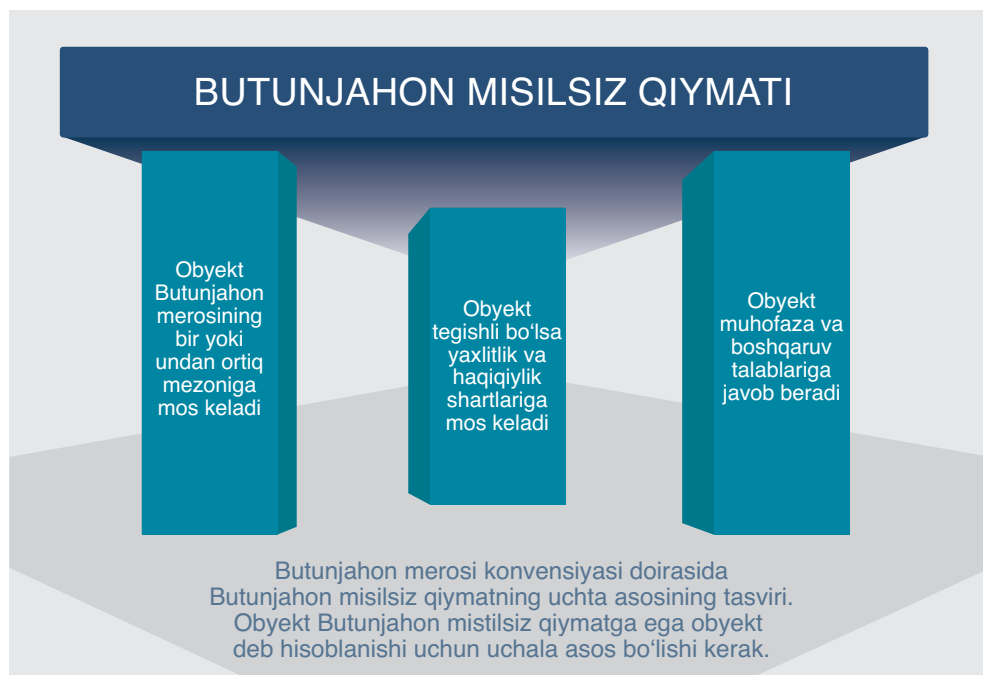 BUTUNJAHON MISILSIZ QIYMATI
Obyekt
Butunjahon
merosining
bir yoki
undan ortiq
mezoniga
mos keladi
Obyekt
tegishli bo‘lsa
yaxlitlik va
haqiqiylik
shartlariga
mos keladi
Obyekt
muhofaza va
boshqaruv
talablariga
javob beradi
Butunjahon merosi konvensiyasi doirasida
Butunjahon misilsiz qiymatning uchta asosining tasviri.
Obyekt Butunjahon mistilsiz qiymatga ega obyekt
deb hisoblanishi uchun uchala asos bo‘lishi kerak.